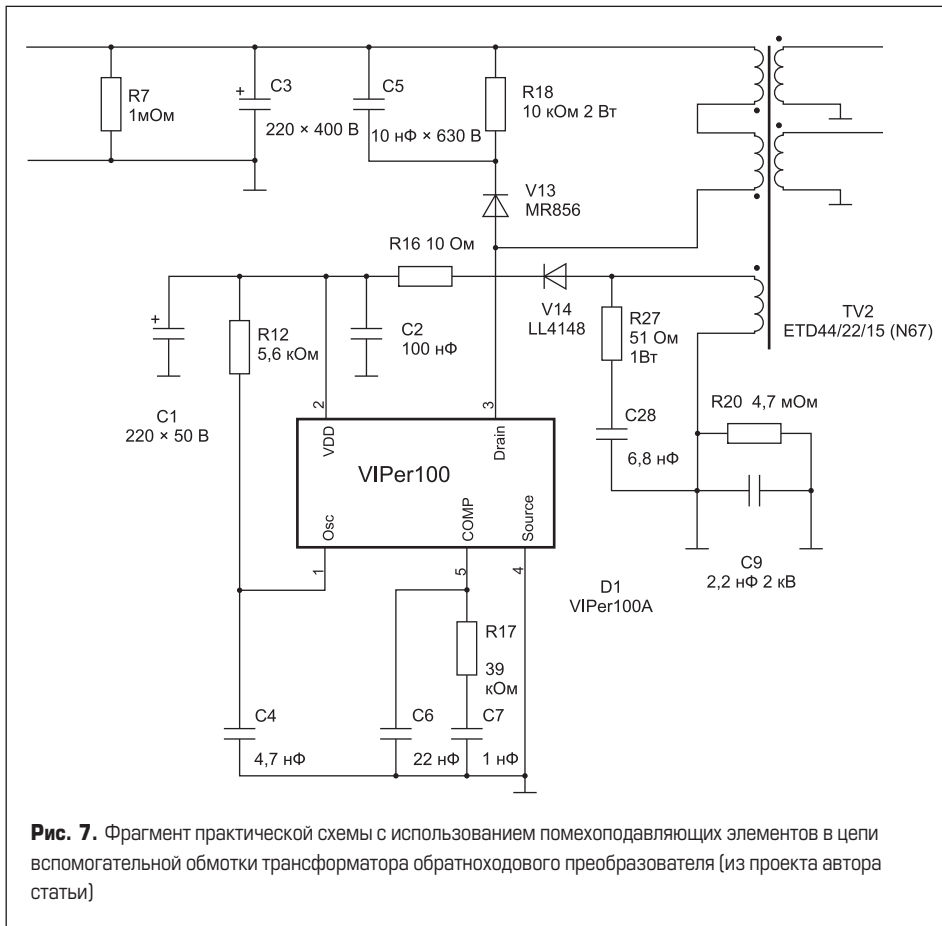 R7
1мОм
C3
220 × 400 В
+
C5
10 нФ × 630 В
R18
10 кОм 2 Вт
V13
MR856
R16 10 Ом
V14
LL4148
+
C1
220 × 50 В
R12
5,6 кОм
C2
100 нФ
R27
51 Ом
1Вт
C28
6,8 нФ
TV2
ETD44/22/15 (N67)
R20 4,7 мОм
C9
2,2 нФ 2 кВ
2
3
VDD
Drain
VIPer100
Osc
COMP
Source
1
5
4
D1
VIPer100A
R17
39
кОм
C4
4,7 нФ
C6
22 нФ
C7
1 нФ
Рис. 7. Фрагмент практической схемы с использованием помехоподавляющих элементов в цепи
вспомогательной обмотки трансформатора обратноходового преобразователя (из проекта автора
статьи)